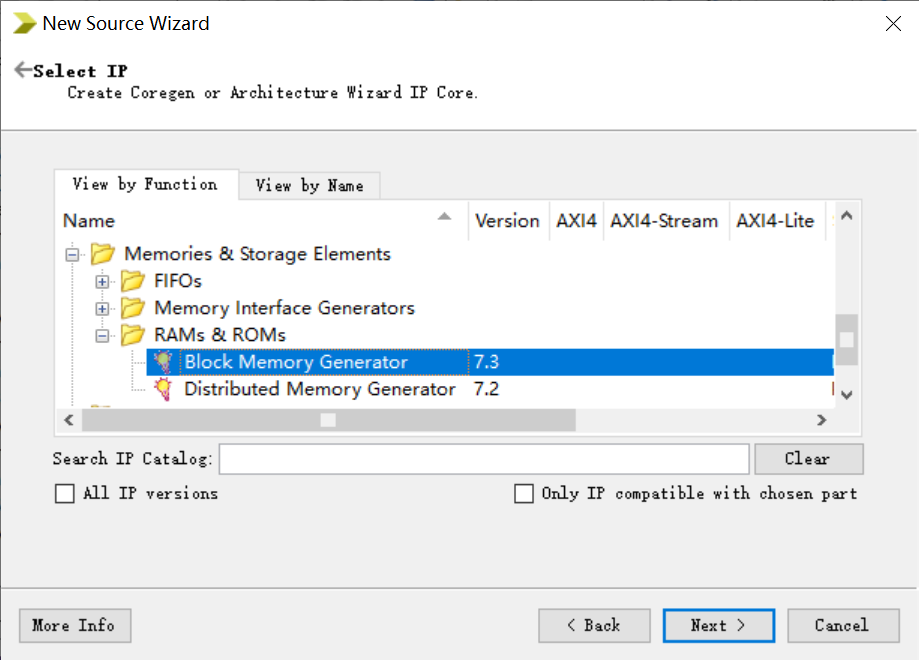 New Source Wizard
Select IP
Create Coregen or Architecture Wizard IP Core.
View by Function View by Name
Name Version AXI4 AXI4-Stream AXI4-Lite
Memories & Storage Elements
FIFOs
Memory Interface Generators
RAMs & ROMs
Block Memory Generator 7.3
Distributed Memory Generator 7.2
Search IP Catalog: Clear
All IP versions Only IP compatible with chosen part
More Info < Back Next > Cancel